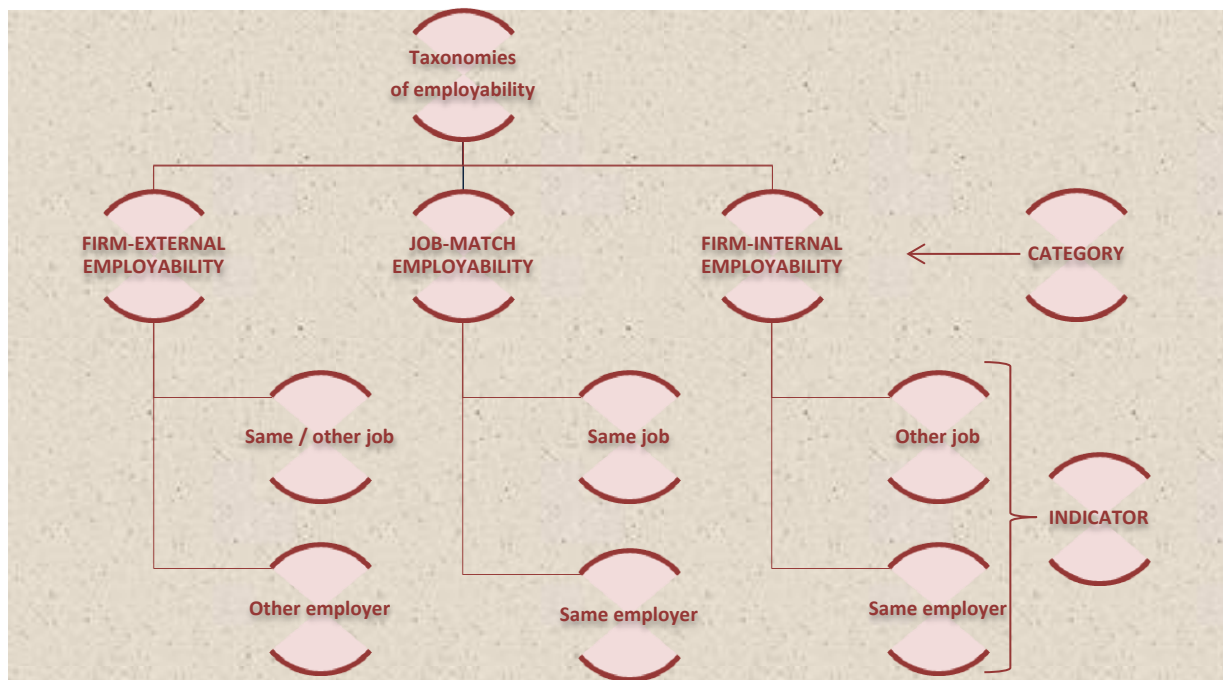 Taxonomies
of employability
FIRM-EXTERNAL
EMPLOYABILITY
JOB-MATCH
EMPLOYABILITY
FIRM-INTERNAL
EMPLOYABILITY
CATEGORY
Same / other job
Same job
Other job
INDICATOR
Other employer
Same employer
Same employer